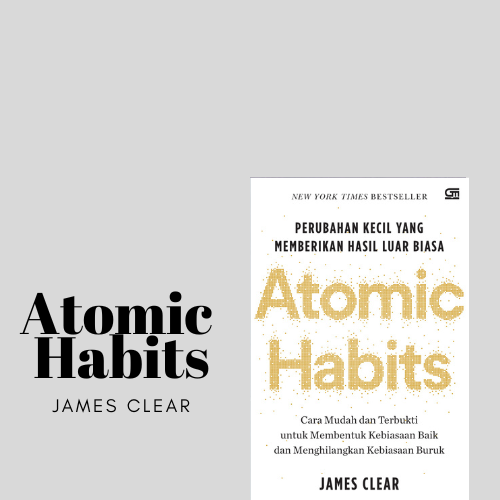 Atomic
Habits
JAMES CLEAR
NEW YORK TIMES BESTSELLER
PERUBAHAN KECIL YANG
MEMBERIKAN HASIL LUAR BIASA
Atomic
Habits
Cara Mudah dan Terbukti
untuk Membentuk Kebiasaan Baik
dan Menghilangkan Kebiasaan Buruk
JAMES CLEAR